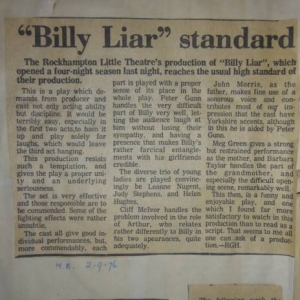 "Billy Liar" standard
The Rockhampton Little Theatre's production of "Billy Liar", which
opened a four-night season last night, reaches the usual high standard of
their production.
This is a play which de-
mands from producer and
cast not only acting ability
but discipline. It would
be terribly easy, especially in
the first two acts to ham it
up and play solely for
laughs, which would leave
the third act hanging.
This production resists
such a temptation, and
gives the play a proper uni-
ty and an underlying
seriousness.
The set is very effective
and those responsible are to
be commended. Some of the
lighting effects were rather
unsubtle.
The cast all give good in-
dividual performances, but,
more commendably, each
part is played with a proper
sense of its place in the
whole play. Peter Gunn
handles the very difficult
part of Billy very well, let-
ting the audience laugh at
him without losing their
sympathy, and having a
presence that makes Billy's
rather farcical entangle-
ments with his girlfriends
credible.
The diverse trio of young
ladies are played convinc-
ingly be Leanne Nugent,
Judy Stephens, and Helen
Hughes.
Cliff McIver handles the
problem involved in the role
of Arthur, who relates
rather differently to Billy in
his two apearances, quite
adequately.
John Morris, as the
father, makes fine use of a
sonorous voice and con-
tributes most of my im-
pression that the cast have
Yorkshire accents, although
in this he is aided by Peter
Gunn.
Meg Green gives a strong
but restrained performance
as the mother, and Barbara
Taylor handles the part of
the grandmother, and
especially the difficult open-
ing scene, remarkably well.
This then, is a funny and
enjoyable play, and one
which I found far more
satisfactory to watch in this
production than to read as a
script. That seems to me all
one can ask of a produc-
tion.—HGH.
M.B. 2-9-76